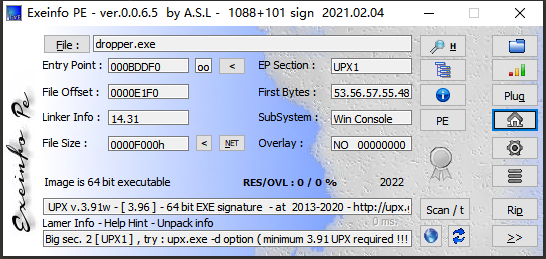 Exeinfo PE - ver.0.0.6.5 by A.S.L - 1088+101 sign 2021.02.04
File : dropper.exe H
Entry Point : 000BDDF0 oo < EP Section : UPX1
File Offset : 0000E1F0 First Bytes : 53.56.57.55.48 Plug
Linker Info : 14.31 SubSystem : Win Console PE
File Size : 0000F000h < NET Overlay : NO 00000000
Image is 64 bit executable RES/OVL : 0 / 0 % 2022
UPX v.3.91w - [ 3.96 ] - 64 bit EXE signature - at 2013-2020 - http://upx. Scan / t Rip
Lamer Info - Help Hint - Unpack info 0 ms.
Big sec. 2 [ UPX1 ] , try : upx.exe -d option ( minimum 3.91 UPX required !!! >>
Exeinfo Pe